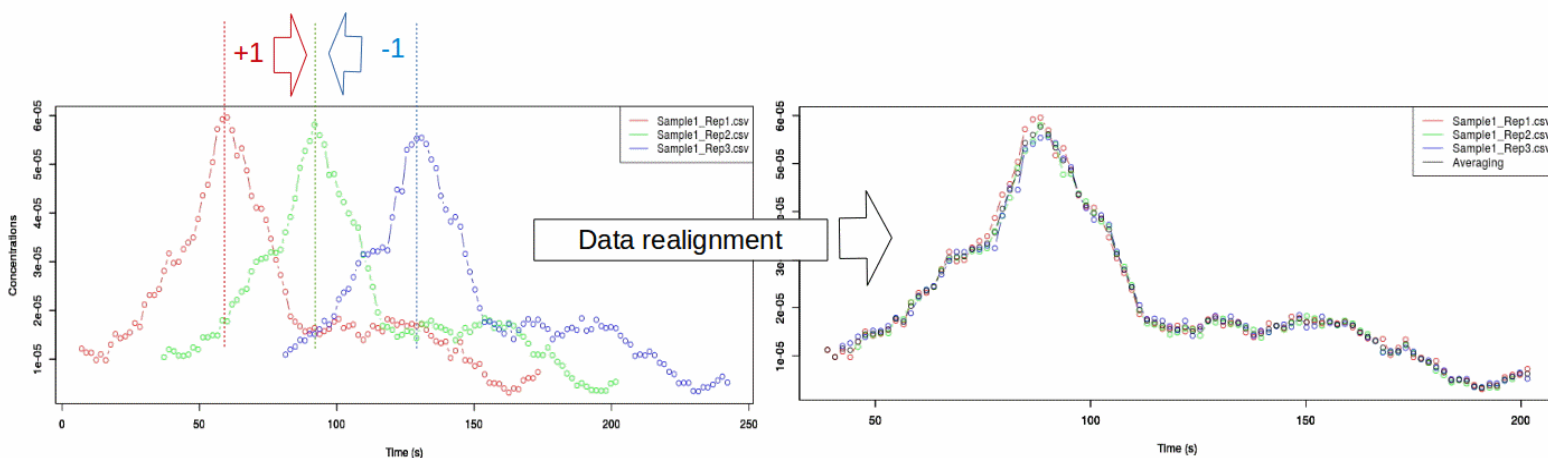 +1
-1
Sample1_Rep1.csv
Sample1_Rep2.csv
Sample1_Rep3.csv
6e-05
5e-05
4e-05
3e-05
2e-05
1e-05
Concentrations
0 50 100 150 200 250
Time (s)
Data realignment
Sample1_Rep1.csv
Sample1_Rep2.csv
Sample1_Rep3.csv
Averaging
6e-05
5e-05
2e-05
1e-05
50 100 150 200
Time (s)